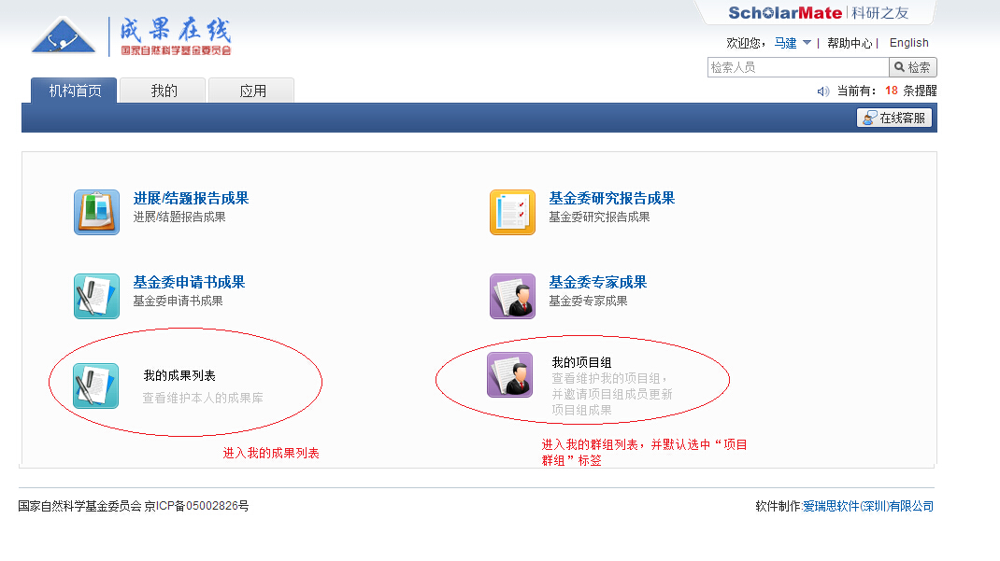 ScholarMate 科研之友
成果在线
国家自然科学基金委员会
欢迎您， 马建 | 帮助中心 | English
检索人员 检索
机构首页 我的 应用
当前有： 18 条提醒
在线客服
进展/结题报告成果
进展/结题报告成果
基金委研究报告成果
基金委研究报告成果
基金委申请书成果
基金委申请书成果
基金委专家成果
基金委专家成果
我的成果列表
查看维护本人的成果库
我的项目组
查看维护我的项目组，
并邀请项目组成员更新
项目组成果
进入我的成果列表
进入我的群组列表，并默认选中“项目
群组”标签
国家自然科学基金委员会 京ICP备05002826号
软件制作:爱瑞思软件(深圳)有限公司